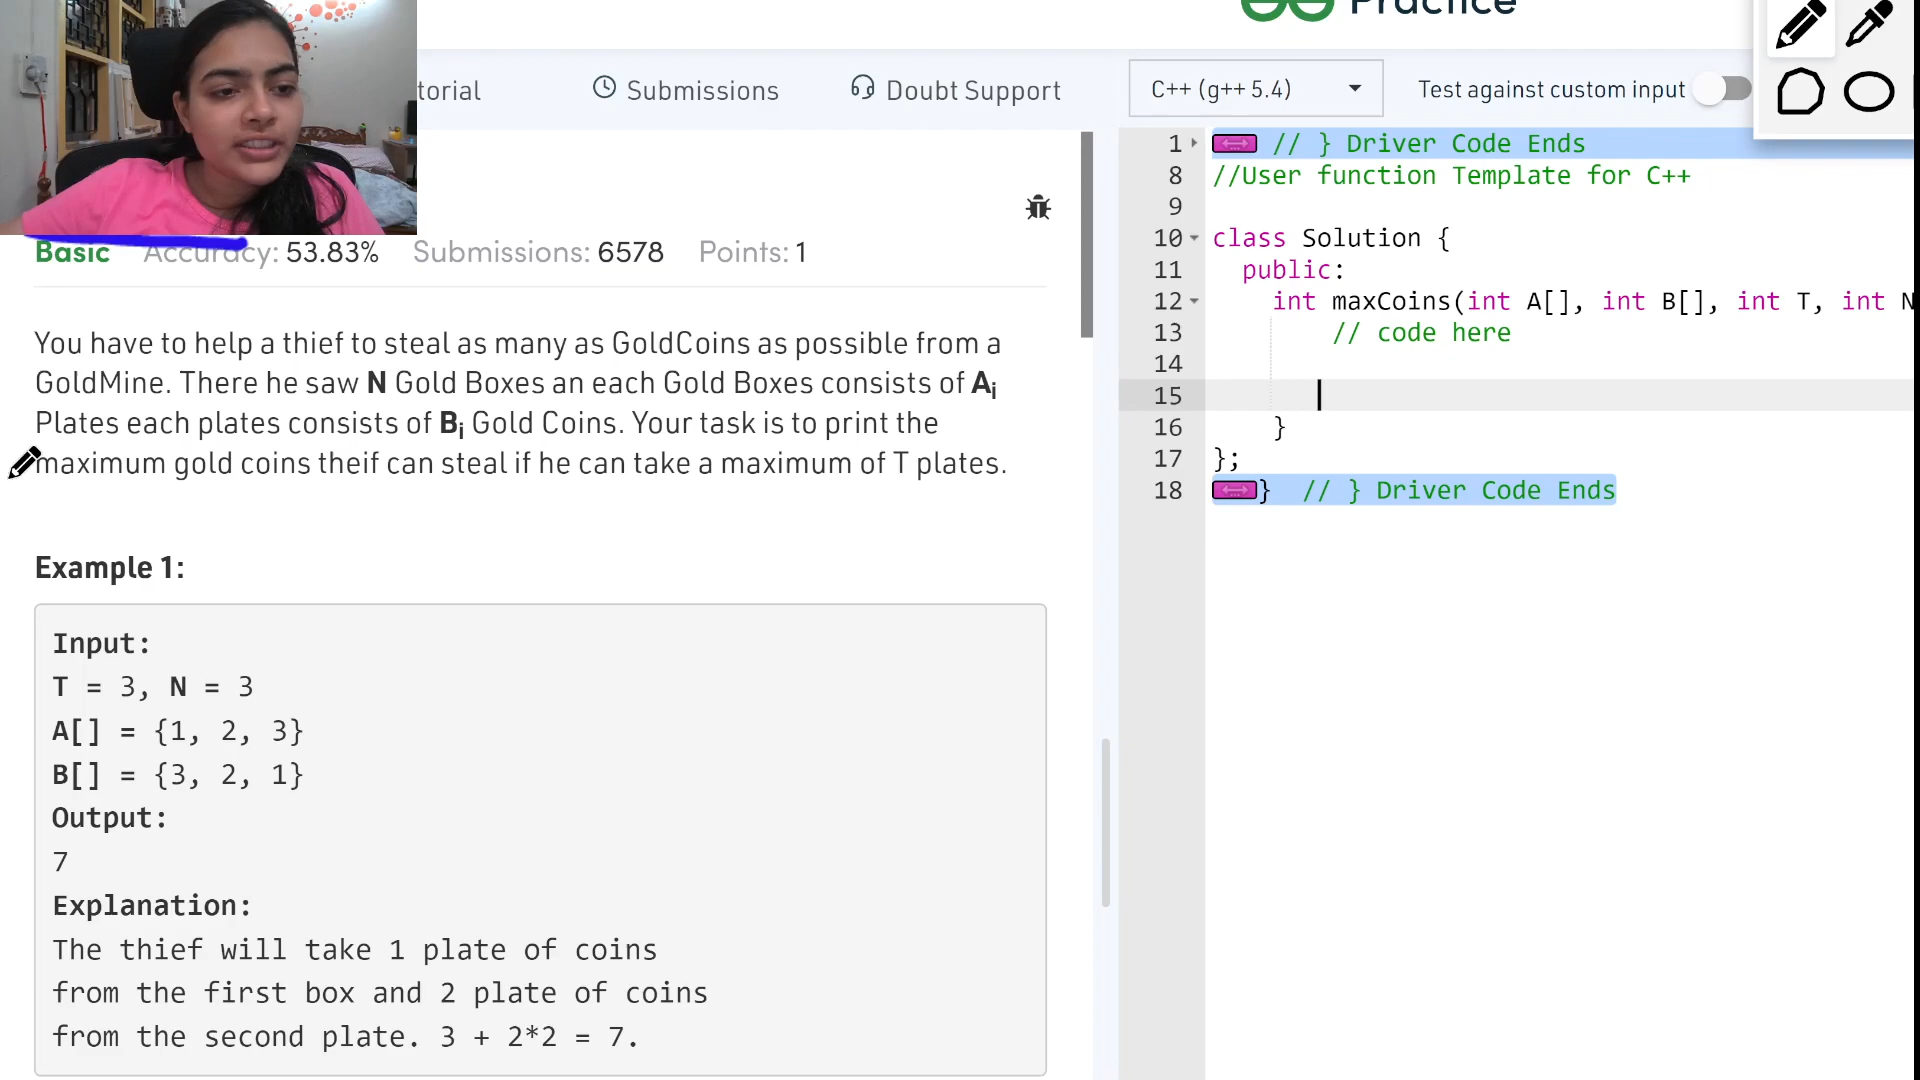 Practice
torial
Submissions
Doubt Support
C++ (g++ 5.4)
Test against custom input
Basic Accuracy: 53.83% Submissions: 6578 Points: 1
You have to help a thief to steal as many as GoldCoins as possible from a
GoldMine. There he saw N Gold Boxes an each Gold Boxes consists of Ai
Plates each plates consists of Bi Gold Coins. Your task is to print the
maximum gold coins theif can steal if he can take a maximum of T plates.
Example 1:
Input:
T = 3, N = 3
A[] = {1, 2, 3}
B[] = {3, 2, 1}
Output:
7
Explanation:
The thief will take 1 plate of coins
from the first box and 2 plate of coins
from the second plate. 3 + 2*2 = 7.
1 // } Driver Code Ends
8 //User function Template for C++
9
10 class Solution {
11 public:
12 int maxCoins(int A[], int B[], int T, int N
13 // code here
14
15
16 }
17 };
18 } // } Driver Code Ends